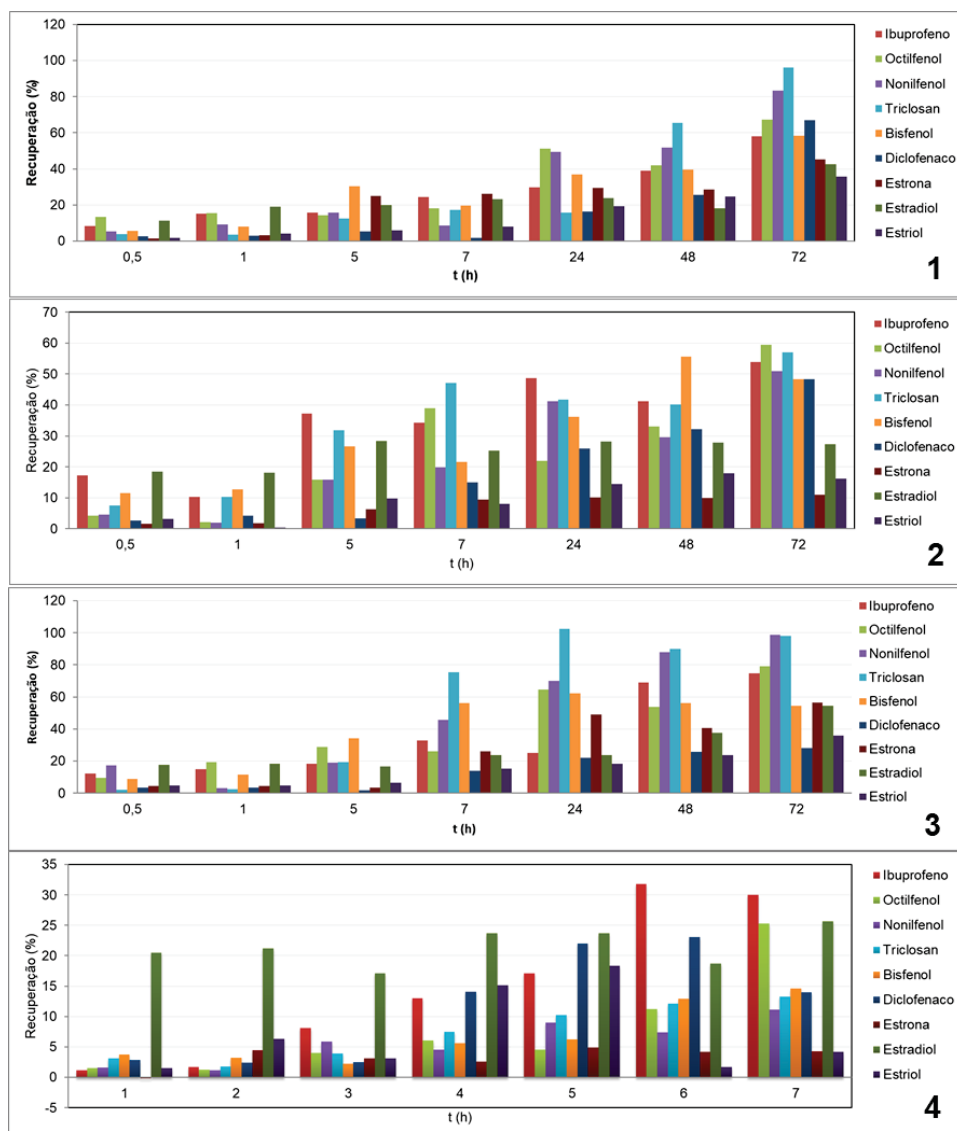 120
100
80
60
40
20
0
Recuperação (%)
0,5 1 5 7 24 48 72
t (h)
Ibuprofeno
Octilfenol
Nonilfenol
Triclosan
Bisfenol
Diclofenaco
Estrona
Estradiol
Estriol
1
70
60
50
40
30
20
10
0
Recuperação (%)
0,5 1 5 7 24 48 72
t (h)
Ibuprofeno
Octilfenol
Nonilfenol
Triclosan
Bisfenol
Diclofenaco
Estrona
Estradiol
Estriol
2
120
100
80
60
40
20
0
Recuperação (%)
0,5 1 5 7 24 48 72
t (h)
Ibuprofeno
Octilfenol
Nonilfenol
Triclosan
Bisfenol
Diclofenaco
Estrona
Estradiol
Estriol
3
35
30
25
20
15
10
5
0
-5
Recuperação (%)
1 2 3 4 5 6 7
t (h)
Ibuprofeno
Octilfenol
Nonilfenol
Triclosan
Bisfenol
Diclofenaco
Estrona
Estradiol
Estriol
4